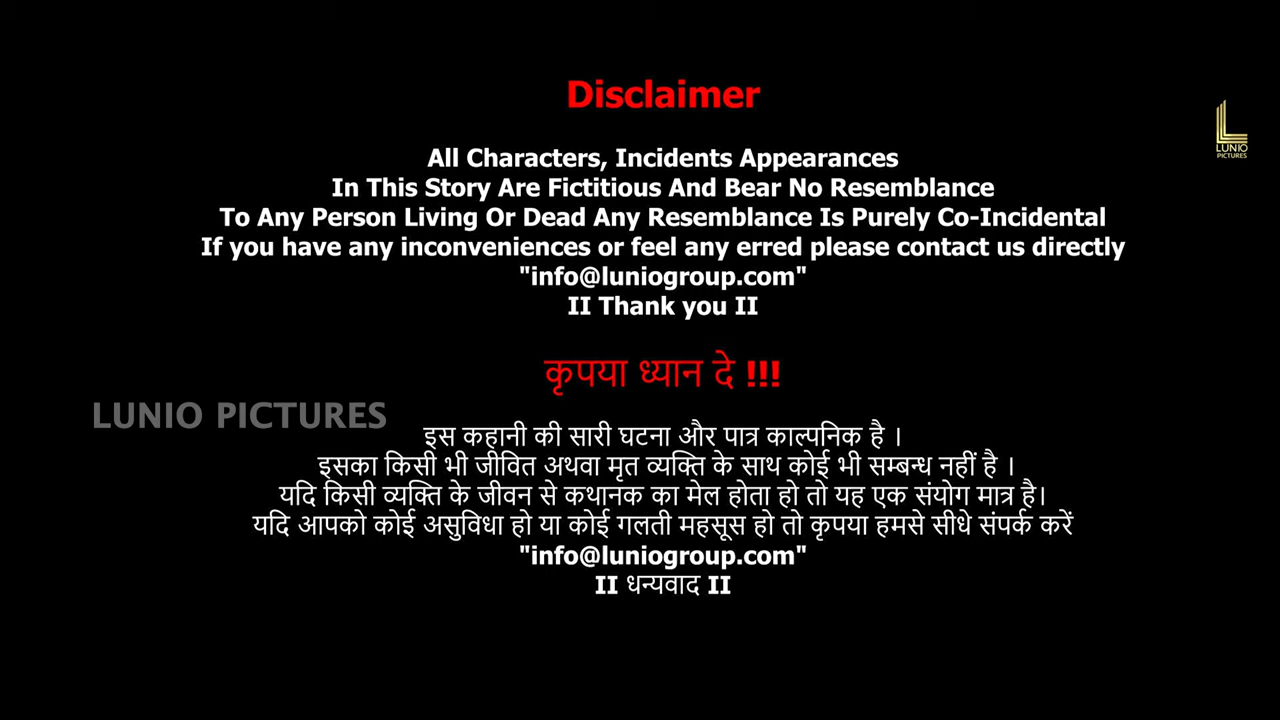 Disclaimer
LUNIO
PICTURES
All Characters, Incidents Appearances
In This Story Are Fictitious And Bear No Resemblance
To Any Person Living Or Dead Any Resemblance Is Purely Co-Incidental
If you have any inconveniences or feel any erred please contact us directly
"info@luniogroup.com"
II Thank you II
कृपया ध्यान दे !!!
LUNIO PICTURES
इस कहानी की सारी घटना और पात्र काल्पनिक है ।
इसका किसी भी जीवित अथवा मृत व्यक्ति के साथ कोई भी सम्बन्ध नहीं है ।
यदि किसी व्यक्ति के जीवन से कथानक का मेल होता हो तो यह एक संयोग मात्र है।
यदि आपको कोई असुविधा हो या कोई गलती महसूस हो तो कृपया हमसे सीधे संपर्क करें
"info@luniogroup.com"
II धन्यवाद II